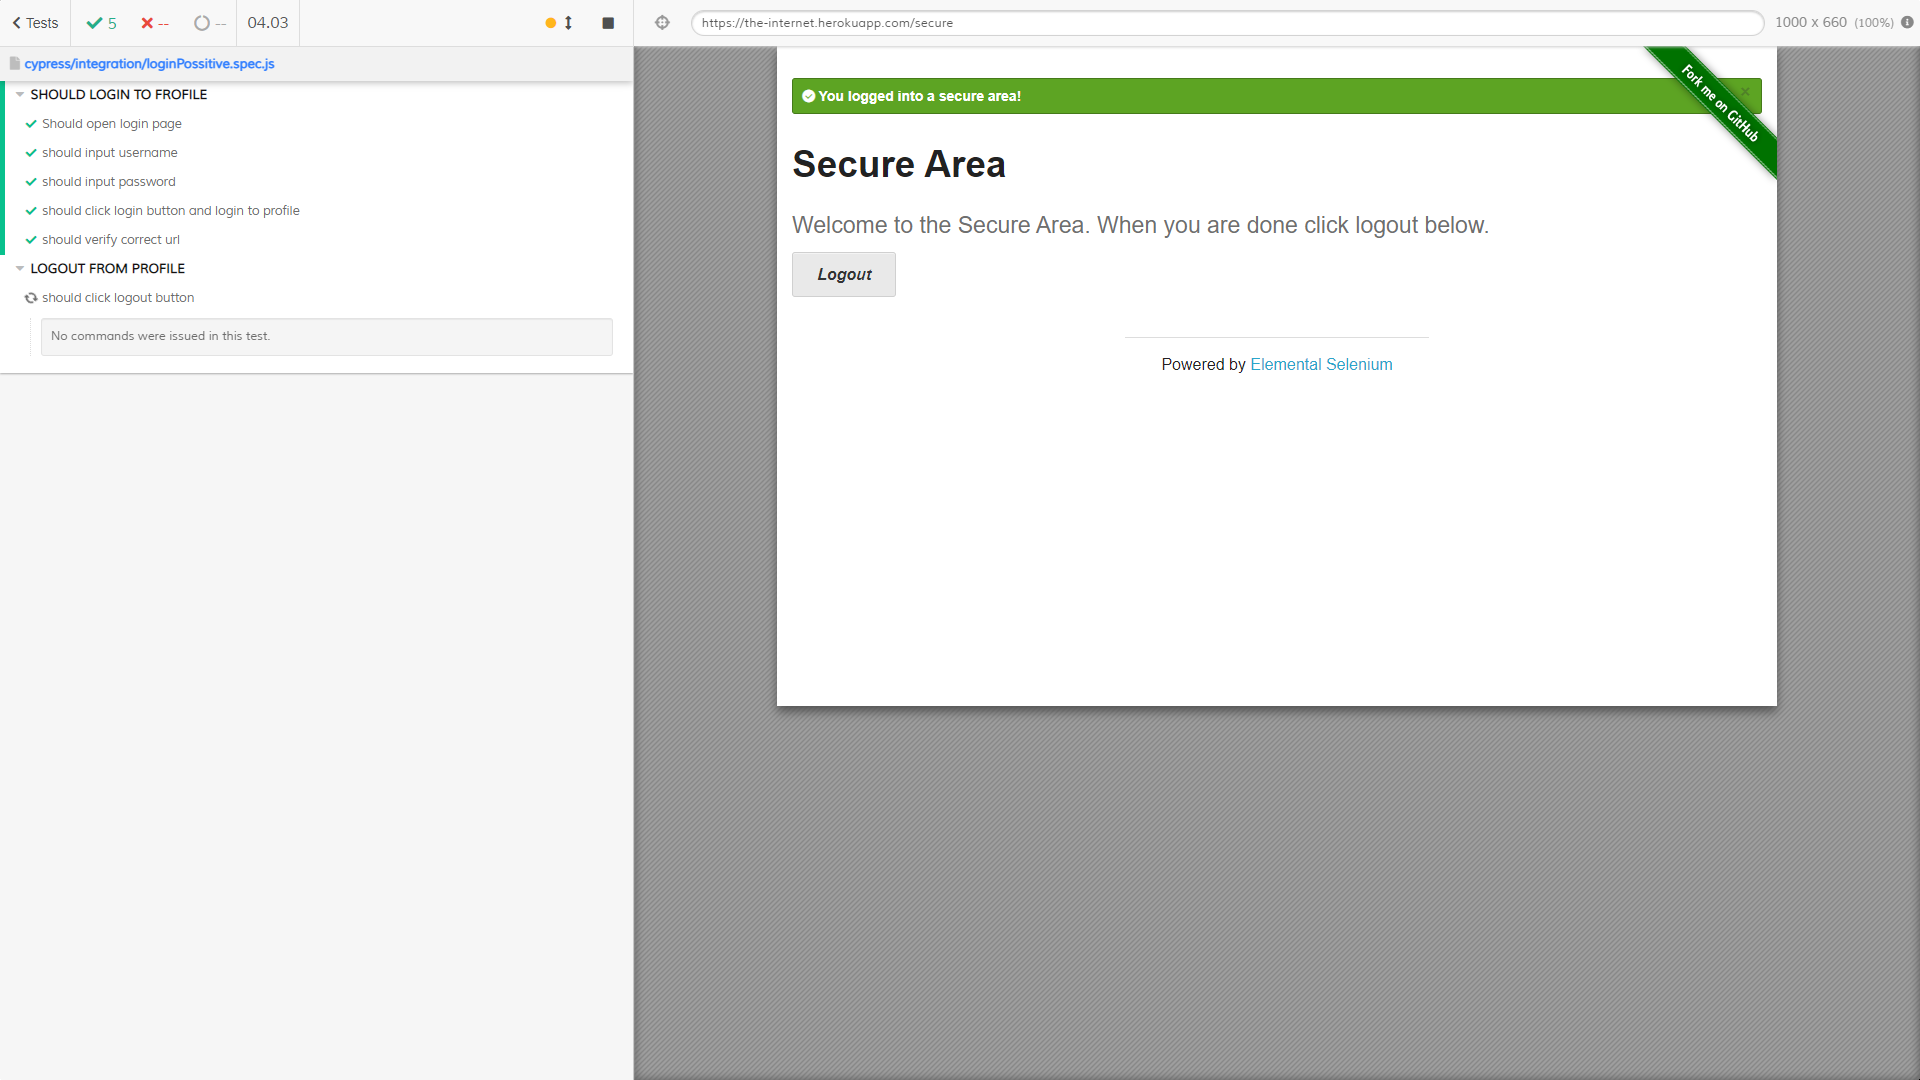 Tests
5
--
--
04.03
https://the-internet.herokuapp.com/secure
1000 x 660 (100%)
cypress/integration/loginPossitive.spec.js
SHOULD LOGIN TO FROFILE
Should open login page
should input username
should input password
should click login button and login to profile
should verify correct url
LOGOUT FROM PROFILE
should click logout button
No commands were issued in this test.
You logged into a secure area!
×
Fork me on GitHub
Secure Area
Welcome to the Secure Area. When you are done click logout below.
Logout
Powered by Elemental Selenium